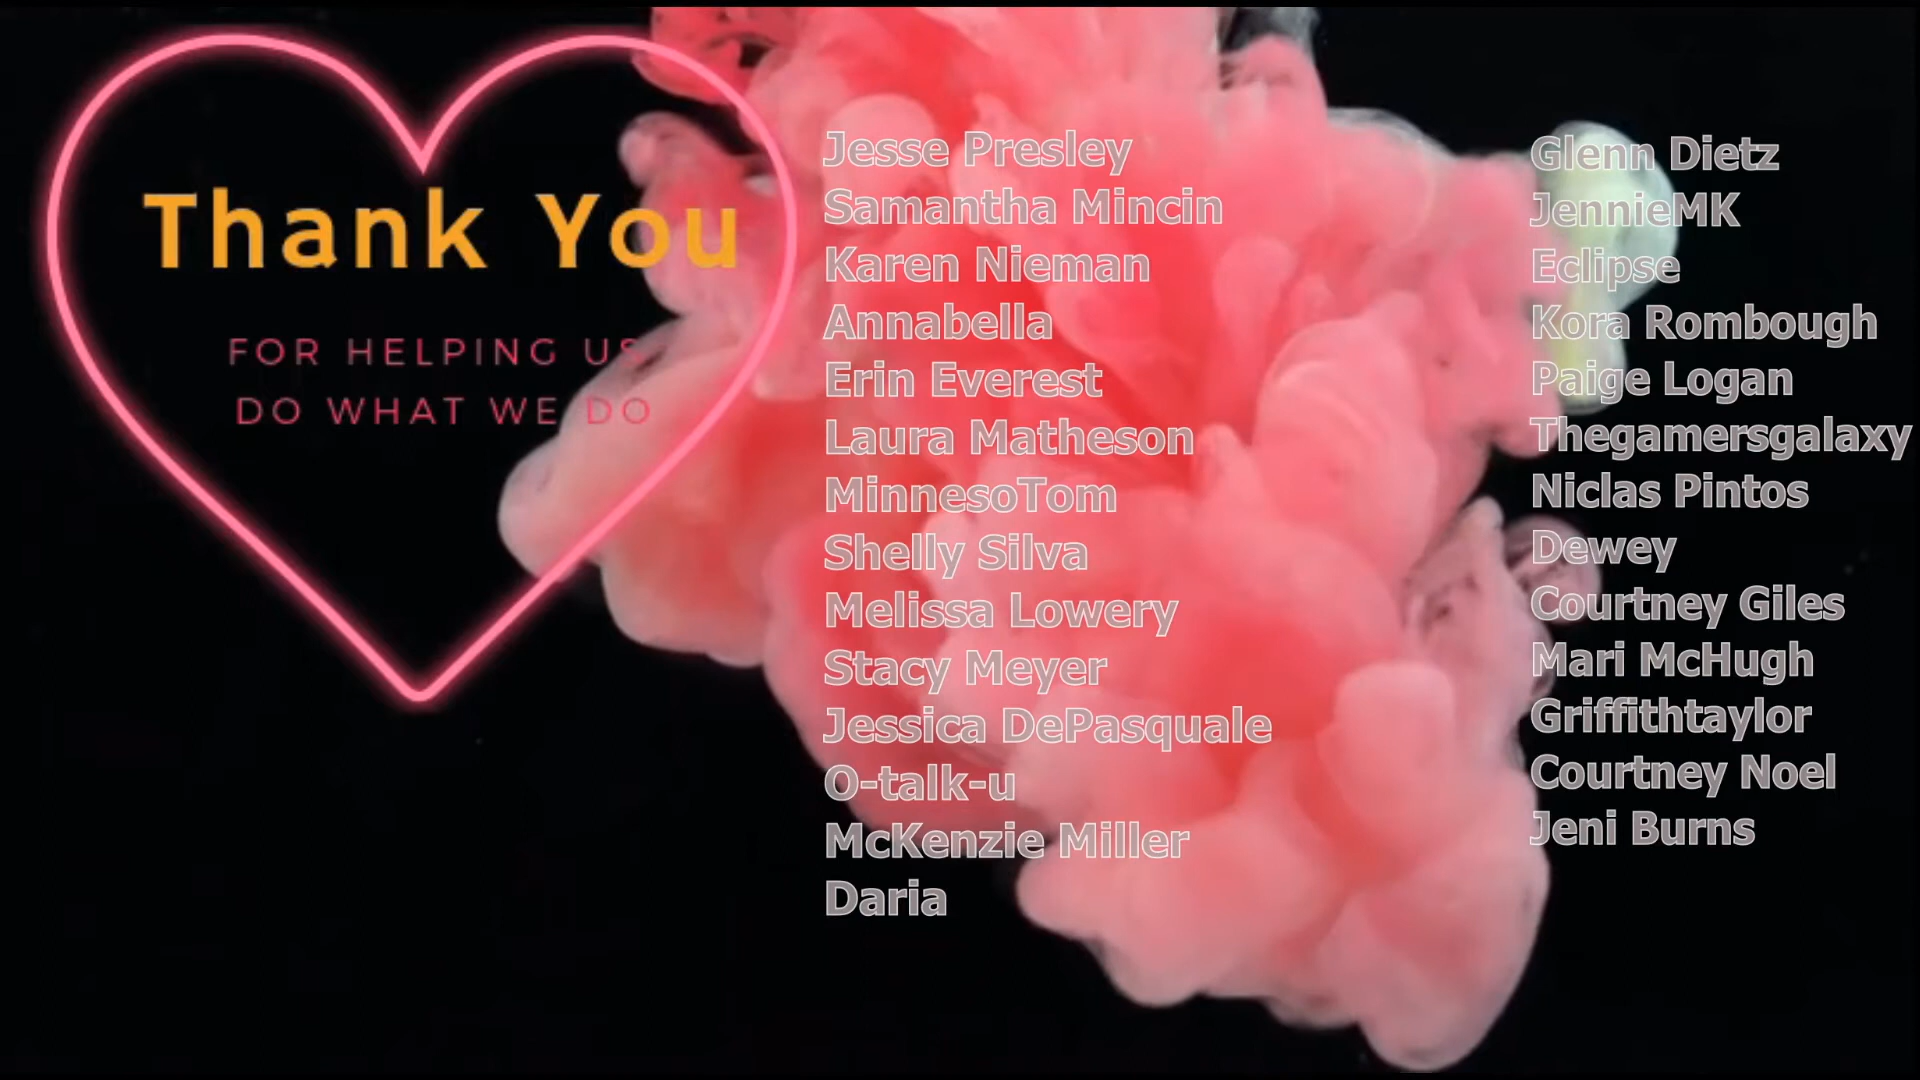 Thank You
FOR HELPING US
DO WHAT WE DO
Jesse Presley
Samantha Mincin
Karen Nieman
Annabella
Erin Everest
Laura Matheson
MinnesoTom
Shelly Silva
Melissa Lowery
Stacy Meyer
Jessica DePasquale
O-talk-u
McKenzie Miller
Daria
Glenn Dietz
JennieMK
Eclipse
Kora Rombough
Paige Logan
Thegamersgalaxy
Niclas Pintos
Dewey
Courtney Giles
Mari McHugh
Griffithtaylor
Courtney Noel
Jeni Burns